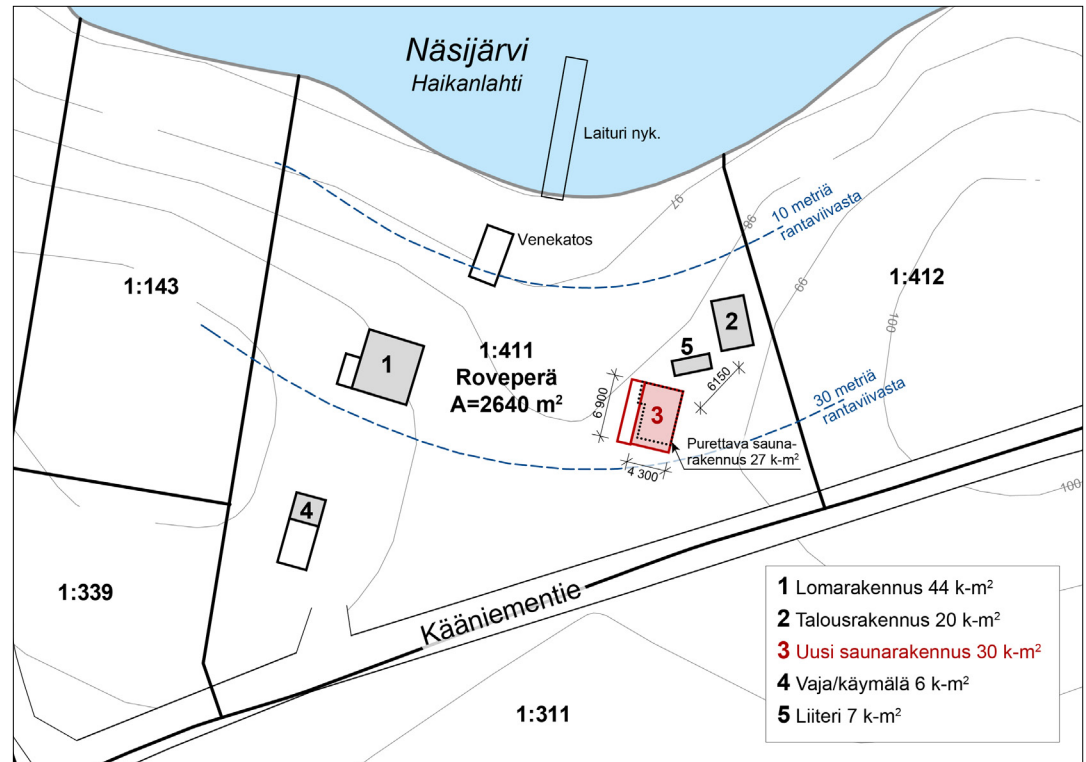 Näsijärvi
Haikanlahti
Laituri nyk.
97
98
10 metriä
rantaviivasta
Venekatos
1:143
1:412
99
100
2
5
1
1:411
Roveperä
A=2640 m²
6150
30 metriä
rantaviivasta
6 900
3
Purettava sauna-
rakennus 27 k-m²
4 300
100
4
1:339
Kääniementie
1:311
1 Lomarakennus 44 k-m²
2 Talousrakennus 20 k-m²
3 Uusi saunarakennus 30 k-m²
4 Vaja/käymälä 6 k-m²
5 Liiteri 7 k-m²